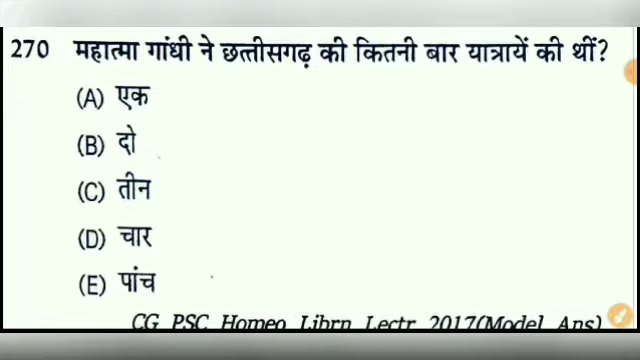 270 महात्मा गांधी ने छत्तीसगढ़ की कितनी बार यात्रायें की थीं?
(A) एक
(B) दो
(C) तीन
(D) चार
(E) पांच
CG PSC Homeo Librn Lectr 2017(Model Ans)